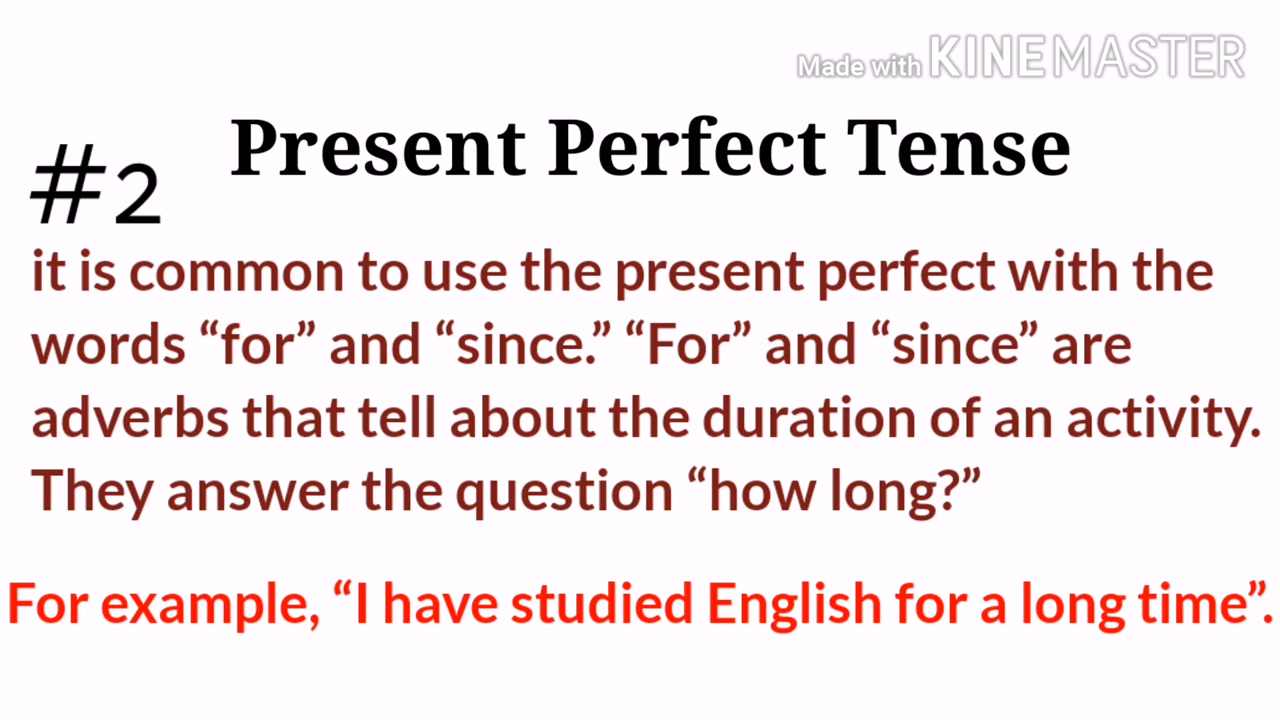 Made with KINEMASTER
Present Perfect Tense
#2
it is common to use the present perfect with the
words “for” and “since.” “For” and “since” are
adverbs that tell about the duration of an activity.
They answer the question “how long?”
For example, “I have studied English for a long time”.